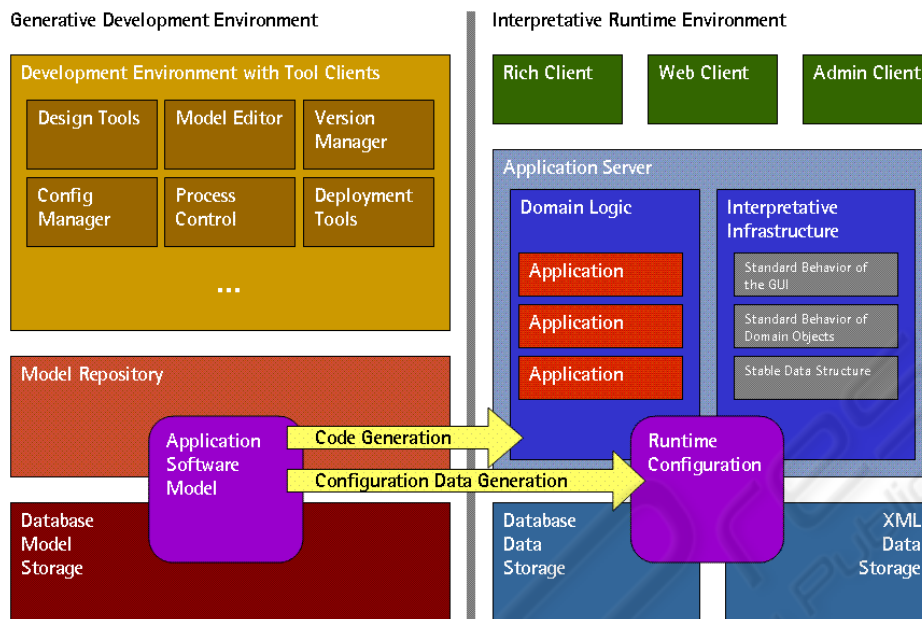 Generative Development Environment
Interpretative Runtime Environment
Development Environment with Tool Clients
Design Tools
Model Editor
Version
Manager
Config
Manager
Process
Control
Deployment
Tools
...
Model Repository
Application
Software
Model
Code Generation
Configuration Data Generation
Database
Model
Storage
Rich Client
Web Client
Admin Client
Application Server
Domain Logic
Application
Application
Application
Interpretative
Infrastructure
Standard Behavior of
the GUI
Standard Behavior of
Domain Objects
Stable Data Structure
Runtime
Configuration
Database
Data
Storage
XML
Data
Storage